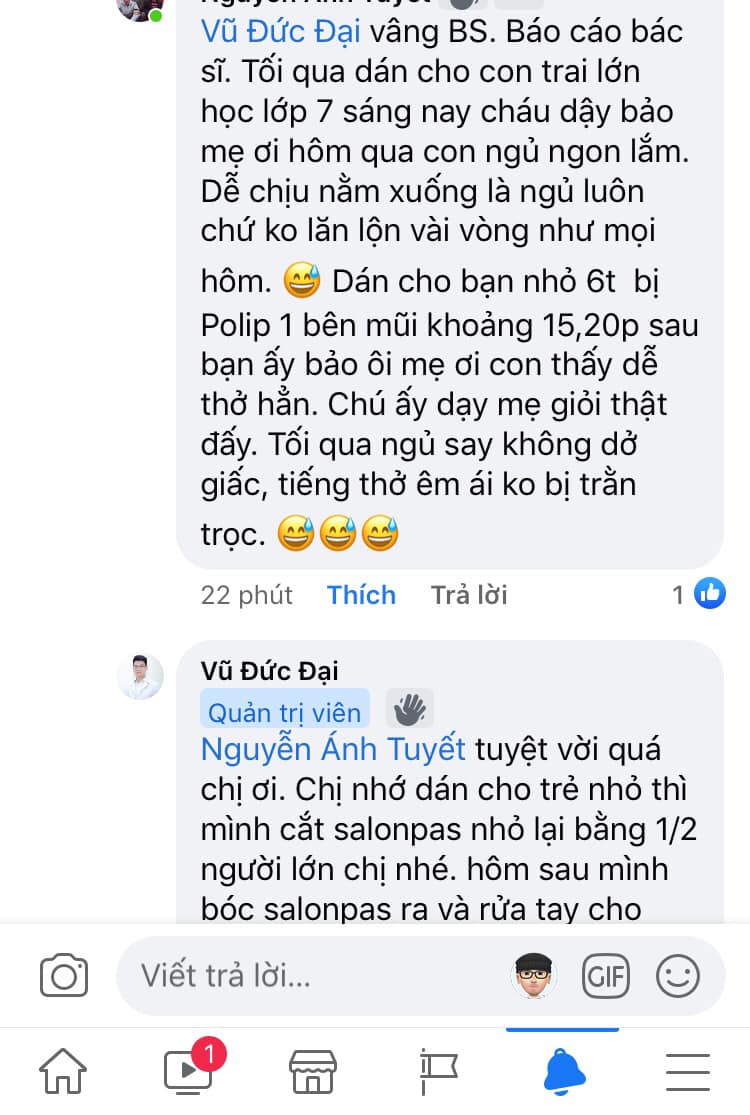 Vũ Đức Đại vâng BS. Báo cáo bác
sĩ. Tối qua dán cho con trai lớn
học lớp 7 sáng nay cháu dậy bảo
mẹ ơi hôm qua con ngủ ngon lắm.
Dễ chịu nằm xuống là ngủ luôn
chứ ko lăn lộn vài vòng như mọi
hôm. 😅 Dán cho bạn nhỏ 6t bị
Polip 1 bên mũi khoảng 15,20p sau
bạn ấy bảo ôi mẹ ơi con thấy dễ
thở hẳn. Chú ấy dạy mẹ giỏi thật
đấy. Tối qua ngủ say không dở
giấc, tiếng thở êm ái ko bị trằn
trọc. 😅😅😅
22 phút Thích Trả lời 1
Vũ Đức Đại
Quản trị viên
Nguyễn Ánh Tuyết tuyệt vời quá
chị ơi. Chị nhớ dán cho trẻ nhỏ thì
mình cắt salonpas nhỏ lại bằng 1/2
người lớn chị nhé. hôm sau mình
bóc salonpas ra và rửa tay cho
Viết trả lời...
GIF
1